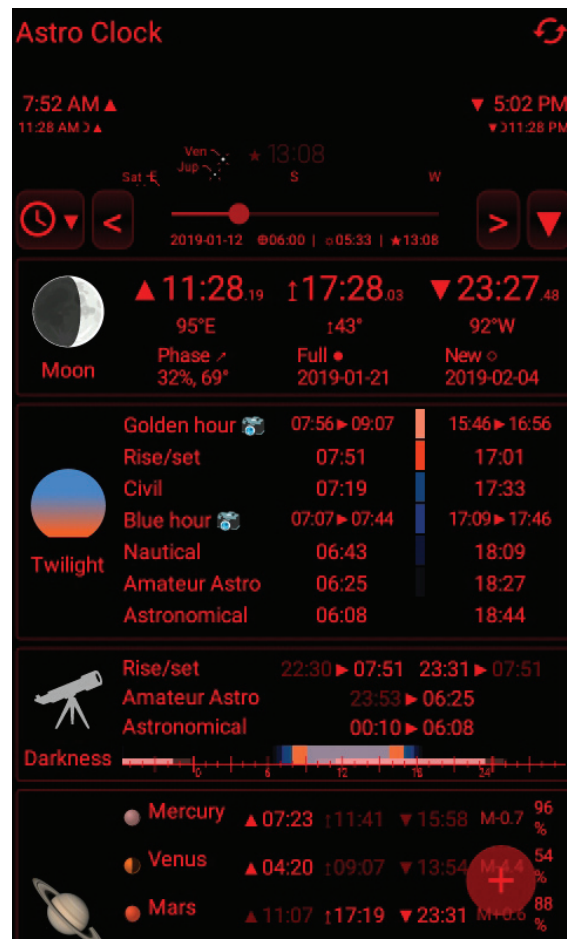 Astro Clock
7:52 AM ▲ ▼ 5:02 PM
11:28 AM ☽ ▲ ▼ ☽ 11:28 PM
Ven ★ 13:08
Jup
Sat E S W
< >
2019-01-12 ⊕06:00 | ☼05:33 | ★13:08
▲ 11:28.19 ↕17:28.03 ▼ 23:27.48
95°E ↕43° 92°W
Phase ↗ Full ● New ○
Moon 32%, 69° 2019-01-21 2019-02-04
Golden hour 07:56 ► 09:07 15:46 ► 16:56
Rise/set 07:51 17:01
Civil 07:19 17:33
Blue hour 07:07 ► 07:44 17:09 ► 17:46
Twilight
Nautical 06:43 18:09
Amateur Astro 06:25 18:27
Astronomical 06:08 18:44
Rise/set 22:30 ► 07:51 23:31 ► 07:51
Amateur Astro 23:53 ► 06:25
Astronomical 00:10 ► 06:08
Darkness
0 6 12 18 24
Mercury ▲ 07:23 ↕11:41 ▼ 15:58 M-0.7 96 %
Venus ▲ 04:20 ↕09:07 ▼ 13:54 M-4.4 54 %
+
Mars ▲ 11:07 ↕17:19 ▼ 23:31 M+0.6 88 %